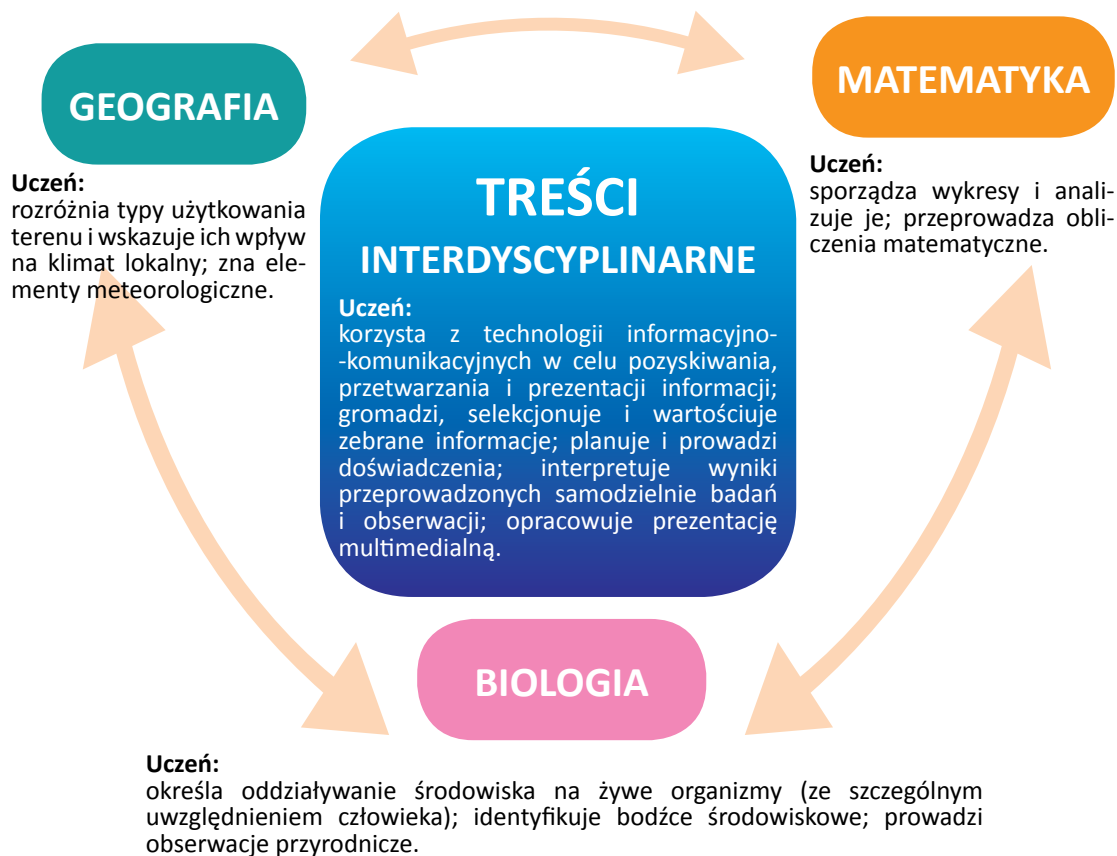 GEOGRAFIA
Uczeń:
rozróżnia typy użytkowania
terenu i wskazuje ich wpływ
na klimat lokalny; zna ele-
menty meteorologiczne.
MATEMATYKA
Uczeń:
sporządza wykresy i anali-
zuje je; przeprowadza obli-
czenia matematyczne.
TREŚCI
INTERDYSCYPLINARNE
Uczeń:
korzysta z technologii informacyjno-
-komunikacyjnych w celu pozyskiwania,
przetwarzania i prezentacji informacji;
gromadzi, selekcjonuje i wartościuje
zebrane informacje; planuje i prowadzi
doświadczenia; interpretuje wyniki
przeprowadzonych samodzielnie badań
i obserwacji; opracowuje prezentację
multimedialną.
BIOLOGIA
Uczeń:
określa oddziaływanie środowiska na żywe organizmy (ze szczególnym
uwzględnieniem człowieka); identyfikuje bodźce środowiskowe; prowadzi
obserwacje przyrodnicze.